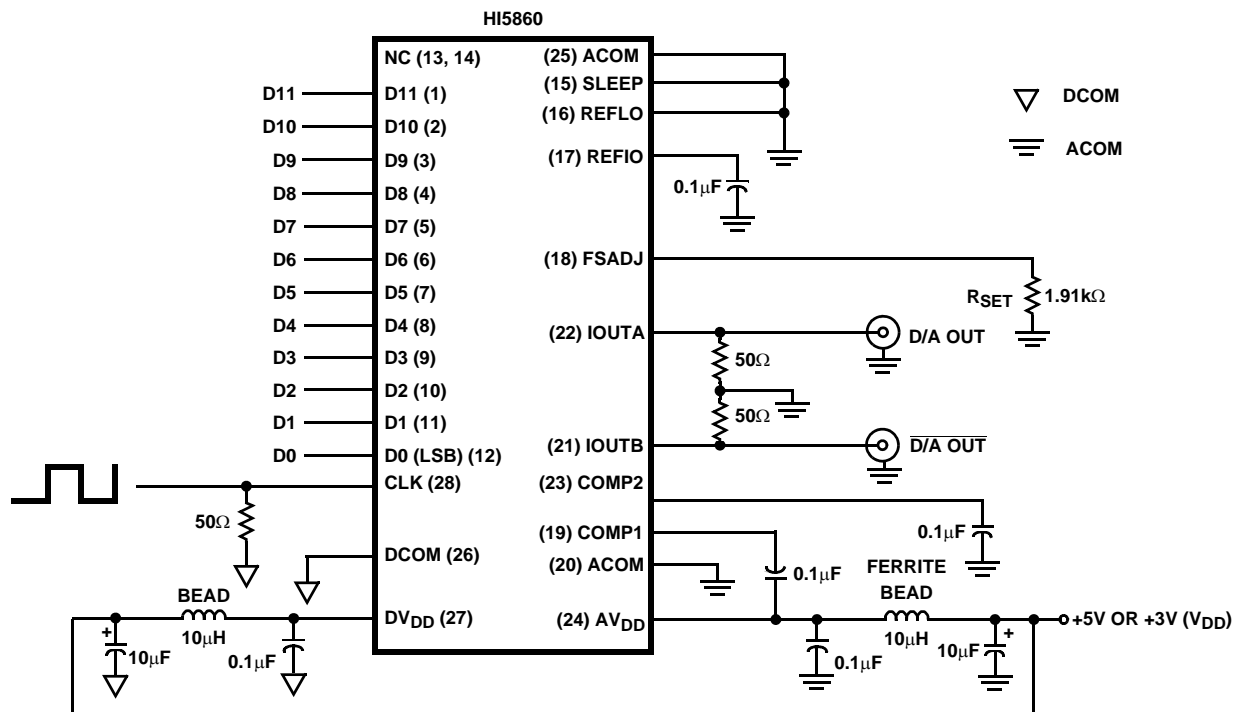 HI5860
NC (13, 14)
(25) ACOM
(15) SLEEP
(16) REFLO
(17) REFIO
0.1µF
DCOM
ACOM
D11 D11 (1)
D10 D10 (2)
D9 D9 (3)
D8 D8 (4)
D7 D7 (5)
D6 D6 (6)
D5 D5 (7)
D4 D4 (8)
D3 D3 (9)
D2 D2 (10)
D1 D1 (11)
D0 D0 (LSB) (12)
CLK (28)
50Ω
DCOM (26)
BEAD
10µH
DVDD (27)
+
10µF
0.1µF
(18) FSADJ
RSET 1.91kΩ
(22) IOUTA
D/A OUT
50Ω
50Ω
(21) IOUTB
D/A OUT
(23) COMP2
0.1µF
(19) COMP1
0.1µF
(20) ACOM
FERRITE
BEAD
10µH
(24) AVDD
0.1µF
10µF
+
+5V OR +3V (VDD)